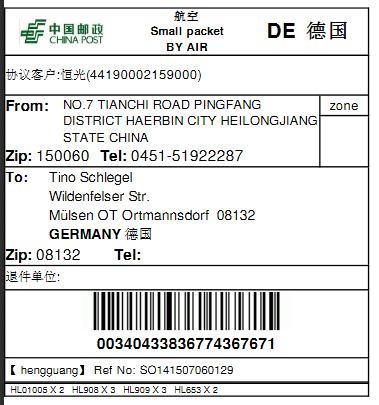 中国邮政
CHINA POST
航空
Small packet
BY AIR
DE 德国
协议客户:恒光(44190002159000)
From: NO.7 TIANCHI ROAD PINGFANG
DISTRICT HAERBIN CITY HEILONGJIANG
STATE CHINA
zone
Zip: 150060 Tel: 0451-51922287
To: Tino Schlegel
Wildenfelser Str.
Mülsen OT Ortmannsdorf 08132
GERMANY 德国
Zip: 08132 Tel:
退件单位:
00340433836774367671
【 hengguang】 Ref No: SO141507060129
HL01005 X 2 HL908 X 3 HL909 X 3 HL653 X 2